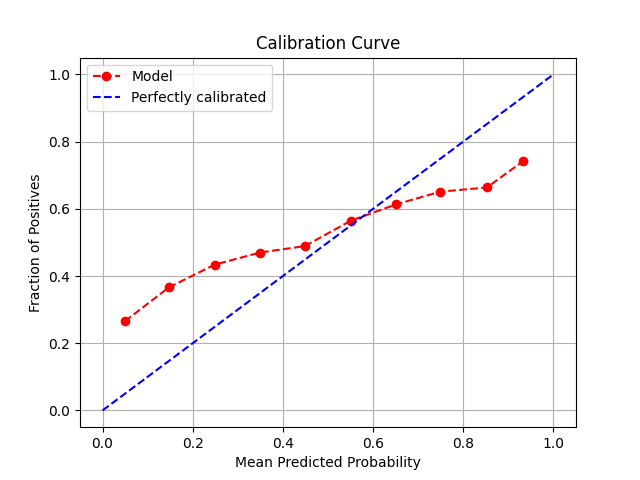 Calibration Curve
Model
Perfectly calibrated
1.0
0.8
0.6
0.4
0.2
0.0
Fraction of Positives
0.0 0.2 0.4 0.6 0.8 1.0
Mean Predicted Probability